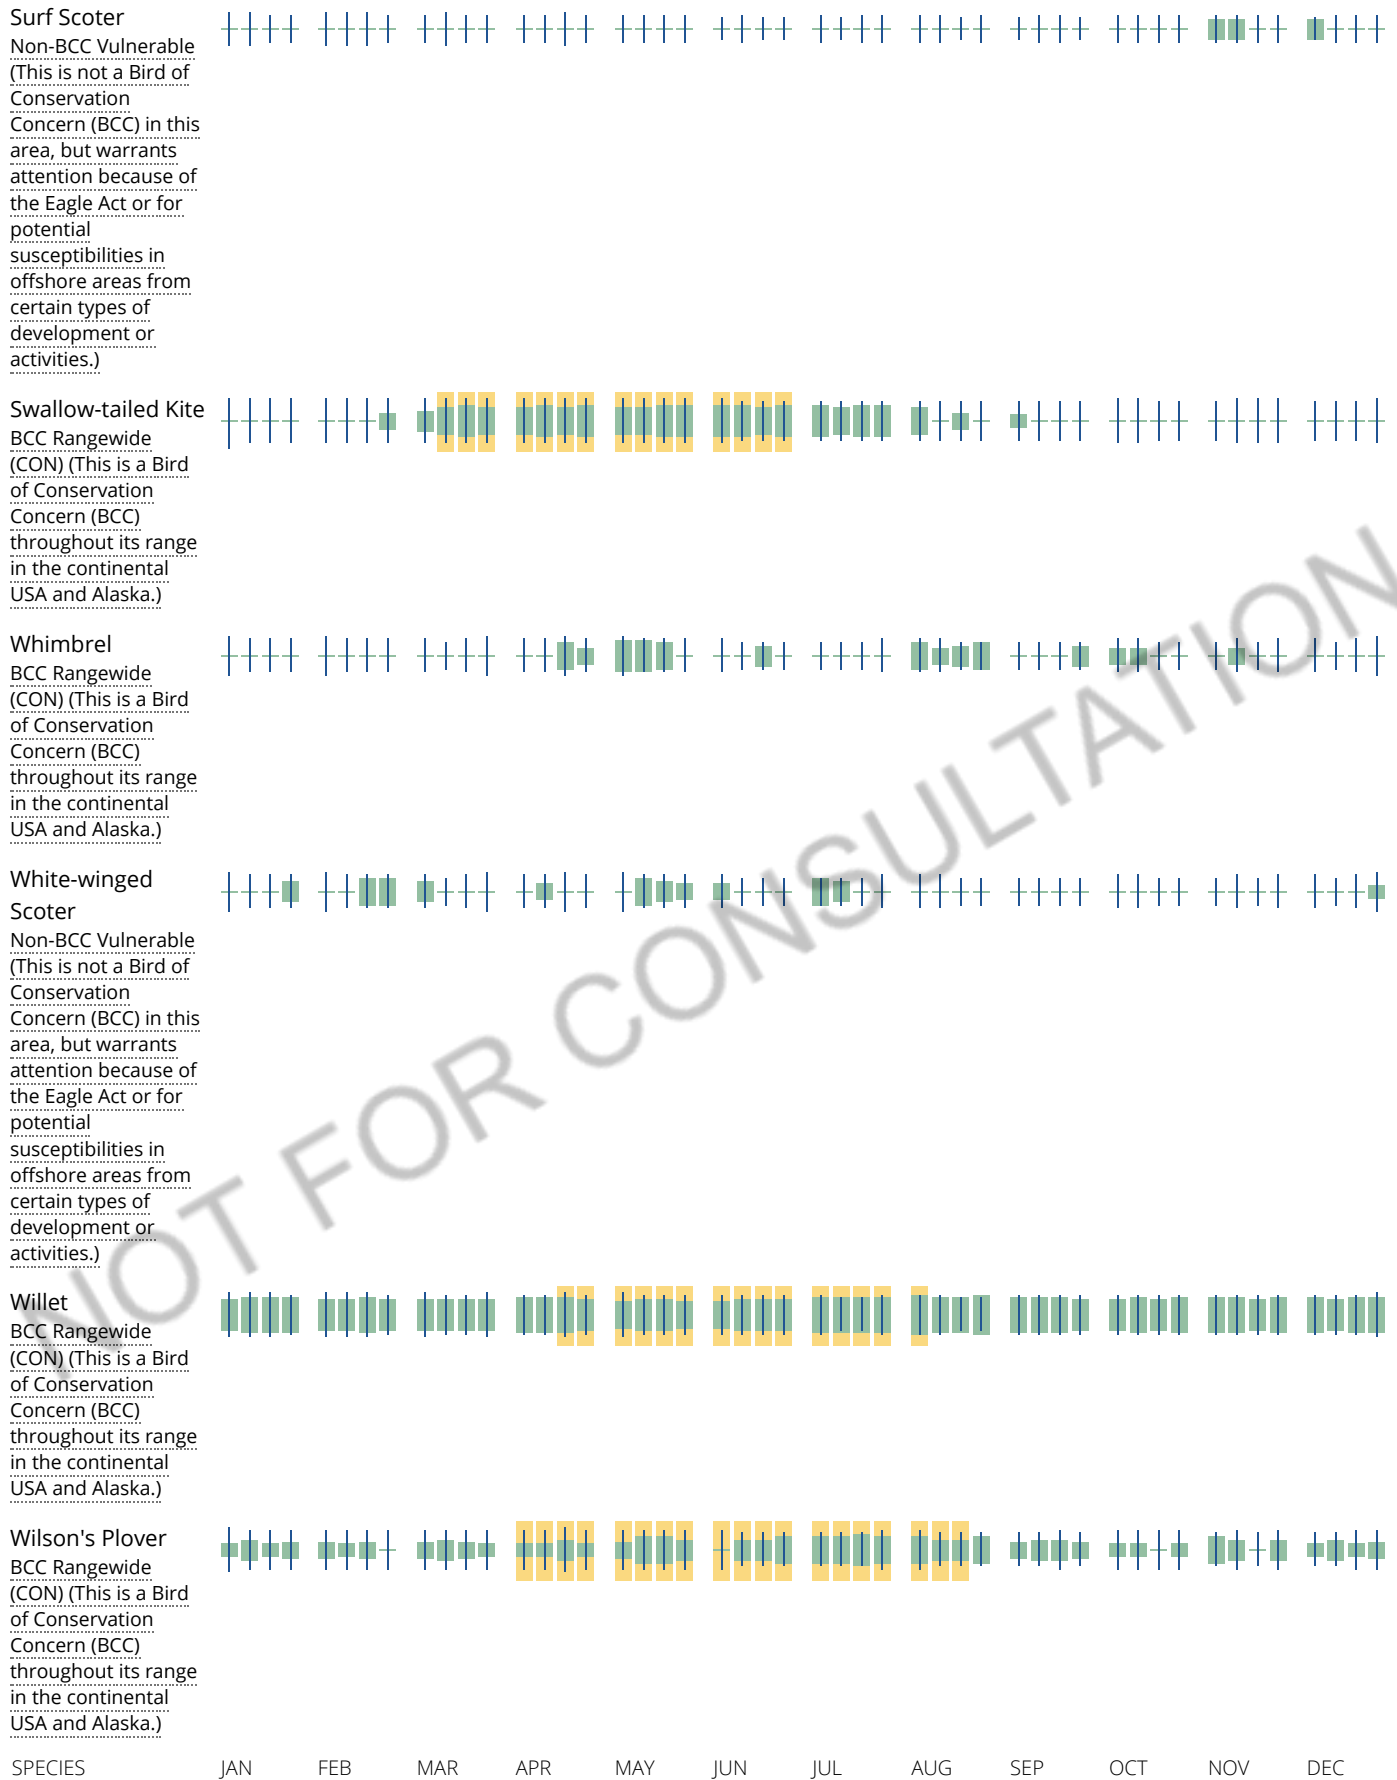 Surf Scoter
Non-BCC Vulnerable
(This is not a Bird of
Conservation
Concern (BCC) in this
area, but warrants
attention because of
the Eagle Act or for
potential
susceptibilities in
offshore areas from
certain types of
development or
activities.)
Swallow-tailed Kite
BCC Rangewide
(CON) (This is a Bird
of Conservation
Concern (BCC)
throughout its range
in the continental
USA and Alaska.)
Whimbrel
BCC Rangewide
(CON) (This is a Bird
of Conservation
Concern (BCC)
throughout its range
in the continental
USA and Alaska.)
White-winged
Scoter
Non-BCC Vulnerable
(This is not a Bird of
Conservation
Concern (BCC) in this
area, but warrants
attention because of
the Eagle Act or for
potential
susceptibilities in
offshore areas from
certain types of
development or
activities.)
Willet
BCC Rangewide
(CON) (This is a Bird
of Conservation
Concern (BCC)
throughout its range
in the continental
USA and Alaska.)
Wilson's Plover
BCC Rangewide
(CON) (This is a Bird
of Conservation
Concern (BCC)
throughout its range
in the continental
USA and Alaska.)
SPECIES JAN FEB MAR APR MAY JUN JUL AUG SEP OCT NOV DEC
NOT FOR CONSULTATION